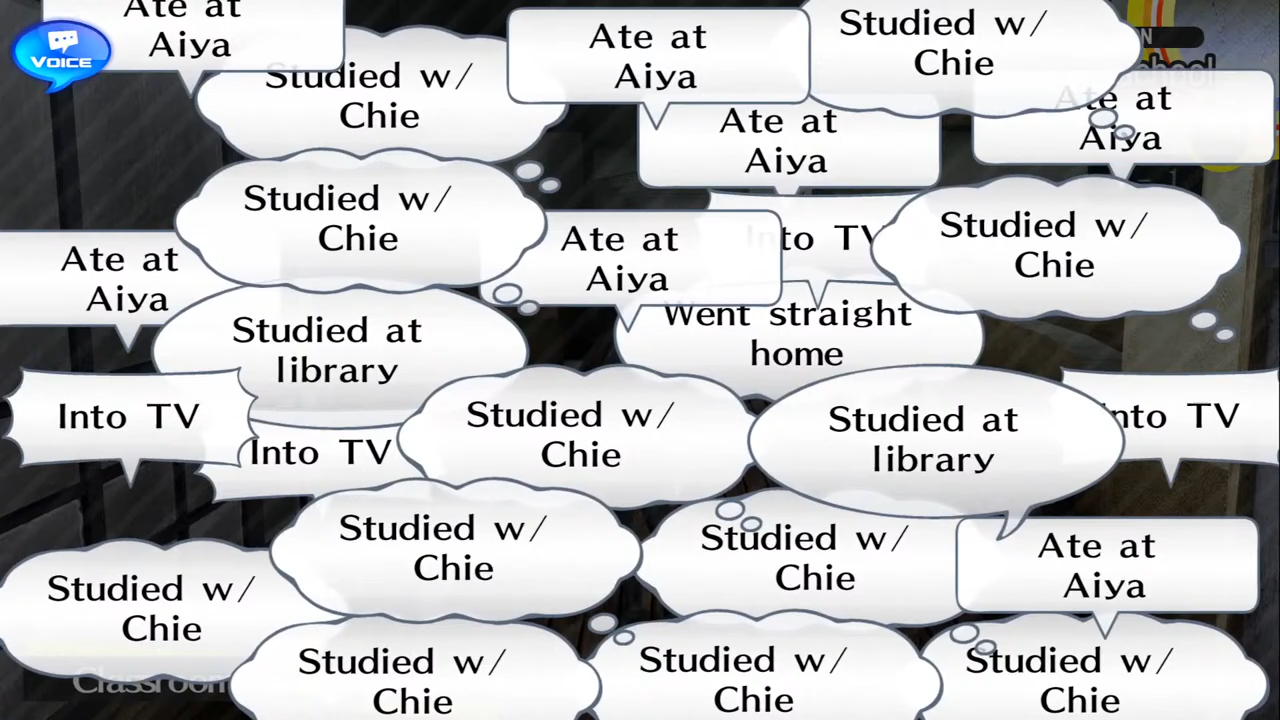 Ate at
Aiya
VOICE
Studied w/
Chie
Ate at
Aiya
Studied w/
Chie
Ate at
Aiya
Ate at
Aiya
Studied w/
Chie
Ate at
Aiya
Into TV
Studied w/
Chie
Ate at
Aiya
Studied at
library
Went straight
home
Into TV
Into TV
Studied w/
Chie
Studied at
library
Into TV
Studied w/
Chie
Studied w/
Chie
Ate at
Aiya
Studied w/
Chie
Studied w/
Chie
Studied w/
Chie
Studied w/
Chie
Classroom